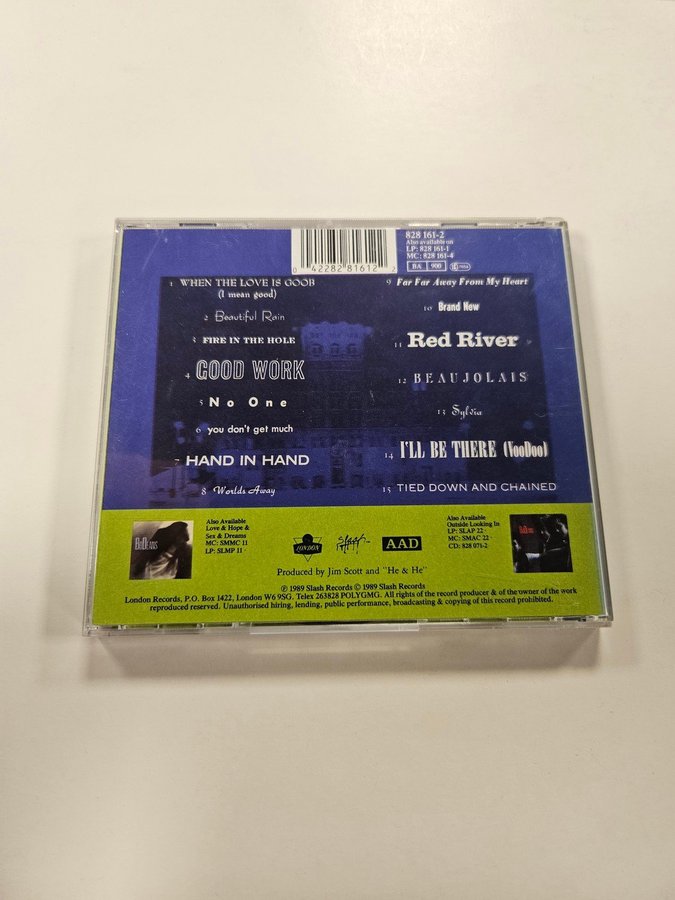 828 161-2
Also available on
LP: 828 161-1
MC: 828 161-4
BA 900
0 42282 81612 2
1 WHEN THE LOVE IS GOOD
(I mean good)
2 Beautiful Rain
3 FIRE IN THE HOLE
4 GOOD WORK
5 No One
6 you don't get much
7 HAND IN HAND
8 Worlds Away
9 Far Far Away From My Heart
10 Brand New
11 Red River
12 BEAUJOLAIS
13 Sylvia
14 I'LL BE THERE (VooDoo)
15 TIED DOWN AND CHAINED
BoDEANS
Also Available
Love & Hope &
Sex & Dreams
MC: SMMC 11
LP: SLMP 11
LONDON
Slash
AAD
Also Available
Outside Looking In
LP: SLAP 22
MC: SMAC 22
CD: 828 071-2
Produced by Jim Scott and "He & He"
℗ 1989 Slash Records © 1989 Slash Records
London Records, P.O. Box 1422, London W6 9SG. Telex 263828 POLYGMG. All rights of the record producer & of the owner of the work
reproduced reserved. Unauthorised hiring, lending, public performance, broadcasting & copying of this record prohibited.